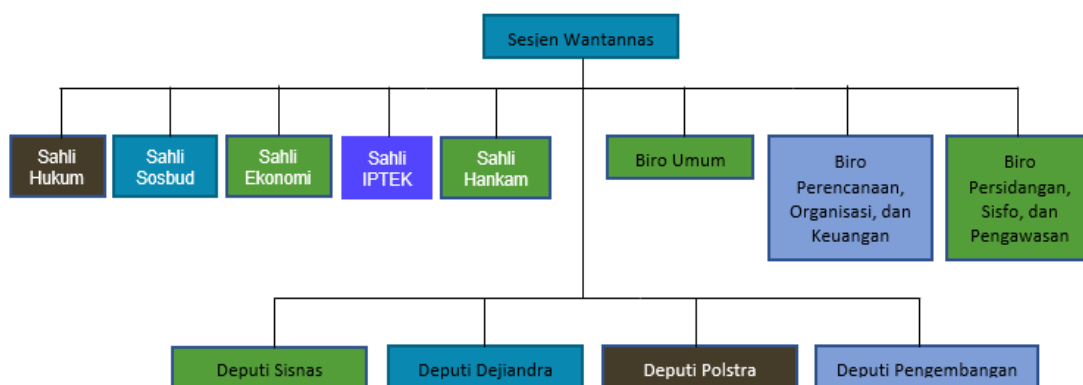 Sesjen Wantannas
Sahli
Hukum
Sahli
Sosbud
Sahli
Ekonomi
Sahli
IPTEK
Sahli
Hankam
Biro Umum
Biro
Perencanaan,
Organisasi, dan
Keuangan
Biro
Persidangan,
Sisfo, dan
Pengawasan
Deputi Sisnas
Deputi Dejiandra
Deputi Polstra
Deputi Pengembangan